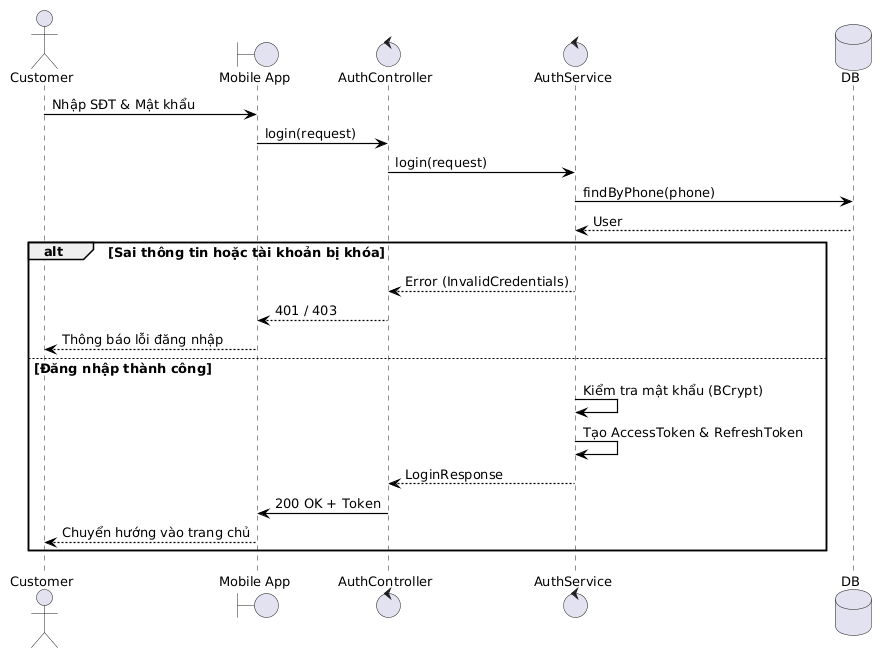 Customer
Mobile App
AuthController
AuthService
DB
Nhập SĐT & Mật khẩu
login(request)
login(request)
findByPhone(phone)
User
alt [Sai thông tin hoặc tài khoản bị khóa]
Error (InvalidCredentials)
401 / 403
Thông báo lỗi đăng nhập
[Đăng nhập thành công]
Kiểm tra mật khẩu (BCrypt)
Tạo AccessToken & RefreshToken
LoginResponse
200 OK + Token
Chuyển hướng vào trang chủ
Customer
Mobile App
AuthController
AuthService
DB